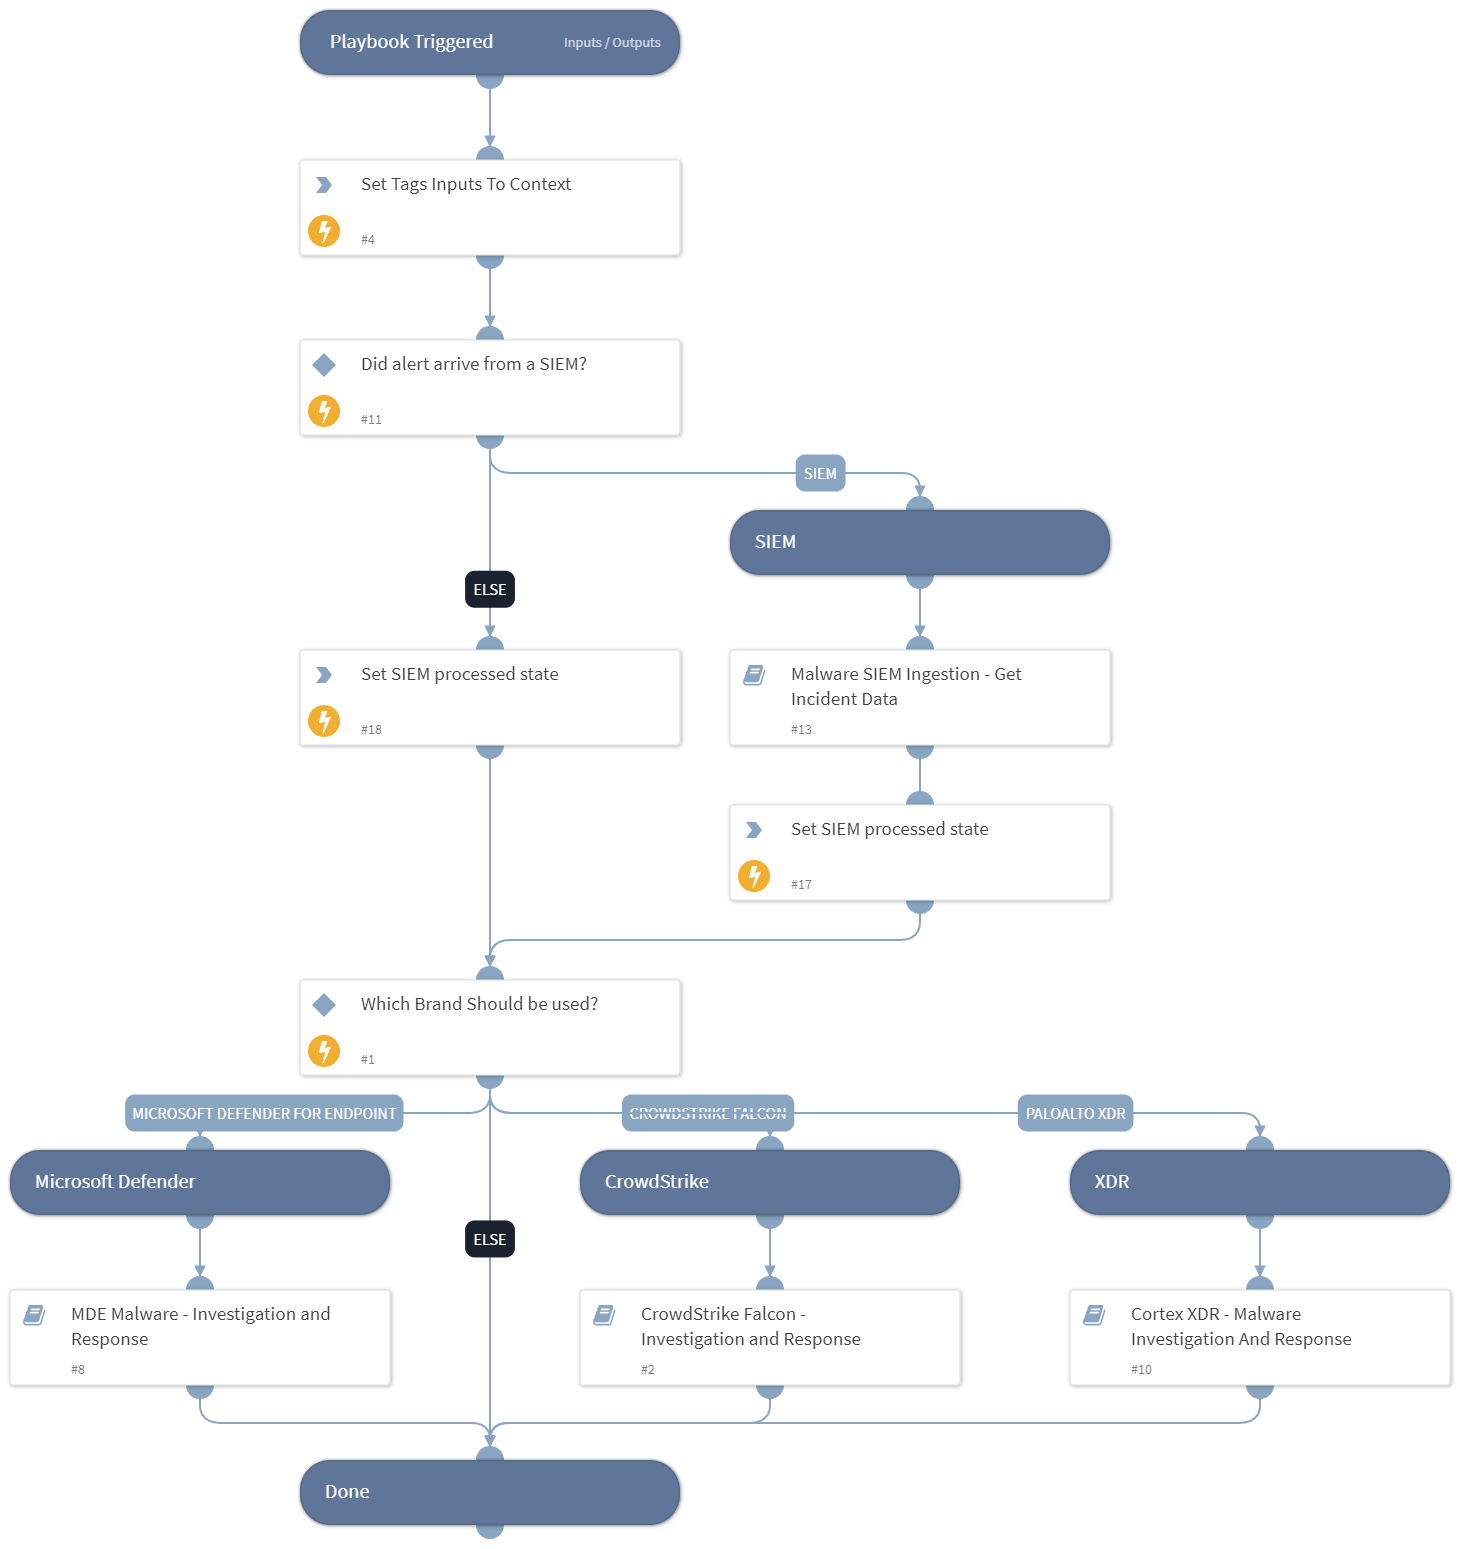 Playbook Triggered
Inputs / Outputs
Set Tags Inputs To Context
#4
Did alert arrive from a SIEM?
#11
SIEM
SIEM
ELSE
Set SIEM processed state
#18
Malware SIEM Ingestion - Get
Incident Data
#13
Set SIEM processed state
#17
Which Brand Should be used?
#1
MICROSOFT DEFENDER FOR ENDPOINT
CROWDSTRIKE FALCON
PALOALTO XDR
Microsoft Defender
CrowdStrike
XDR
ELSE
MDE Malware - Investigation and
Response
#8
CrowdStrike Falcon -
Investigation and Response
#2
Cortex XDR - Malware
Investigation And Response
#10
Done